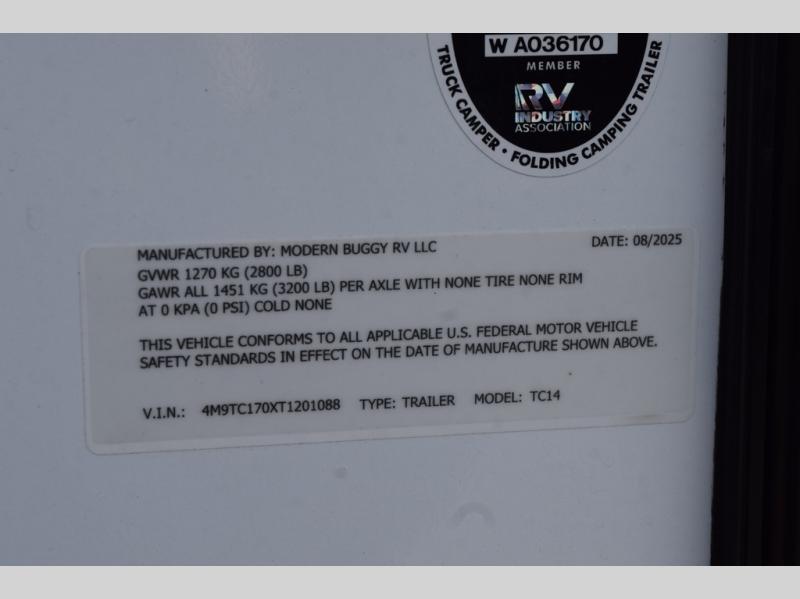 W A036170
MEMBER
RV
INDUSTRY
ASSOCIATION
TRUCK CAMPER • FOLDING CAMPING TRAILER
MANUFACTURED BY: MODERN BUGGY RV LLC DATE: 08/2025
GVWR 1270 KG (2800 LB)
GAWR ALL 1451 KG (3200 LB) PER AXLE WITH NONE TIRE NONE RIM
AT 0 KPA (0 PSI) COLD NONE
THIS VEHICLE CONFORMS TO ALL APPLICABLE U.S. FEDERAL MOTOR VEHICLE
SAFETY STANDARDS IN EFFECT ON THE DATE OF MANUFACTURE SHOWN ABOVE.
V.I.N.: 4M9TC170XT1201088 TYPE: TRAILER MODEL: TC14